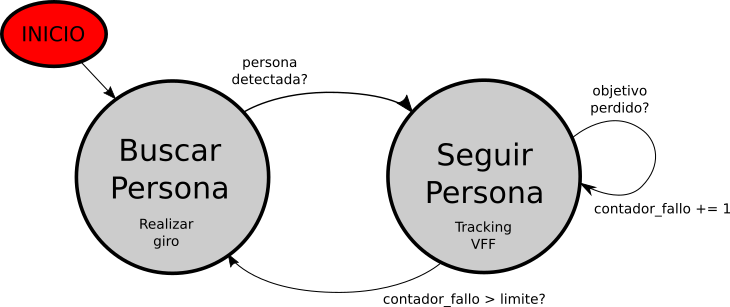 INICIO
persona
detectada?
objetivo
perdido?
Buscar
Persona
Realizar
giro
Seguir
Persona
Tracking
VFF
contador_fallo += 1
contador_fallo > limite?